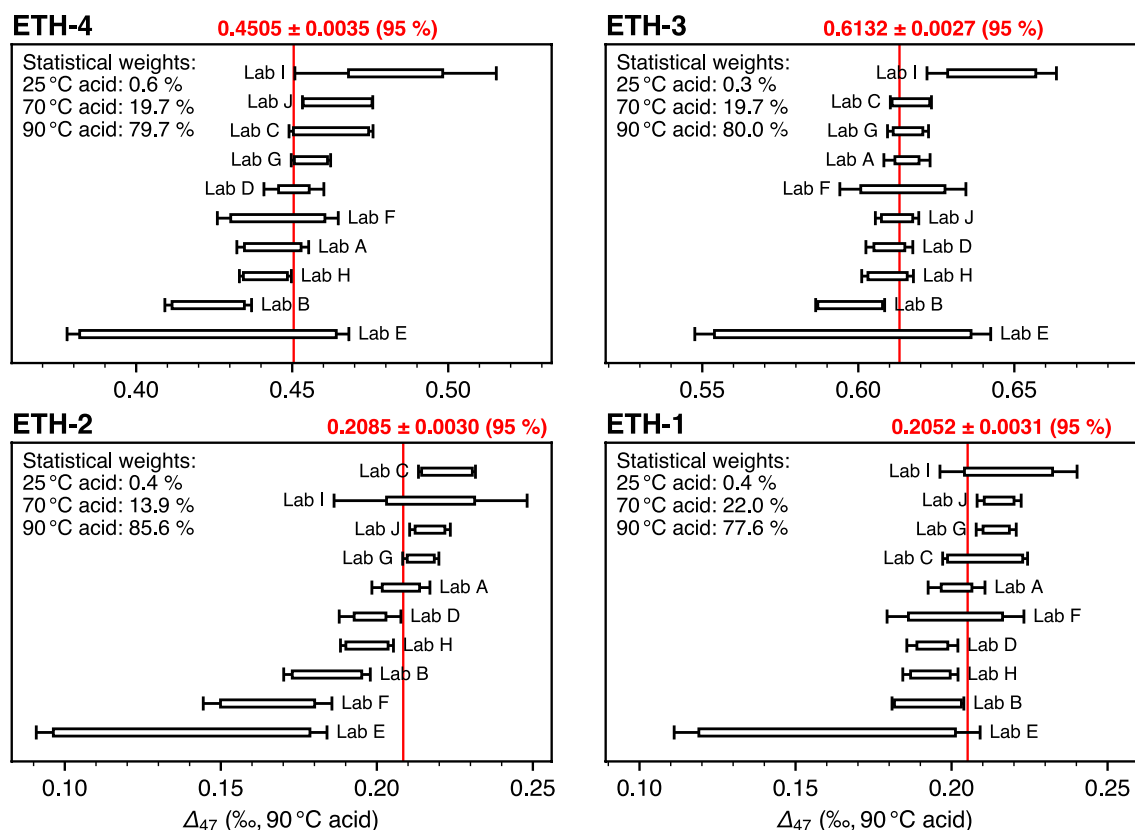 ETH-4
0.4505 ± 0.0035 (95 %)
Statistical weights:
25 °C acid: 0.6 %
70 °C acid: 19.7 %
90 °C acid: 79.7 %
Lab I
Lab J
Lab C
Lab G
Lab D
Lab F
Lab A
Lab H
Lab B
Lab E
0.40
0.45
0.50
ETH-3
0.6132 ± 0.0027 (95 %)
Statistical weights:
25 °C acid: 0.3 %
70 °C acid: 19.7 %
90 °C acid: 80.0 %
Lab I
Lab C
Lab G
Lab A
Lab F
Lab J
Lab D
Lab H
Lab B
Lab E
0.55
0.60
0.65
ETH-2
0.2085 ± 0.0030 (95 %)
Statistical weights:
25 °C acid: 0.4 %
70 °C acid: 13.9 %
90 °C acid: 85.6 %
Lab C
Lab I
Lab J
Lab G
Lab A
Lab D
Lab H
Lab B
Lab F
Lab E
0.10
0.15
0.20
0.25
Δ47 (‰, 90 °C acid)
ETH-1
0.2052 ± 0.0031 (95 %)
Statistical weights:
25 °C acid: 0.4 %
70 °C acid: 22.0 %
90 °C acid: 77.6 %
Lab I
Lab J
Lab G
Lab C
Lab A
Lab F
Lab D
Lab H
Lab B
Lab E
0.10
0.15
0.20
0.25
Δ47 (‰, 90 °C acid)